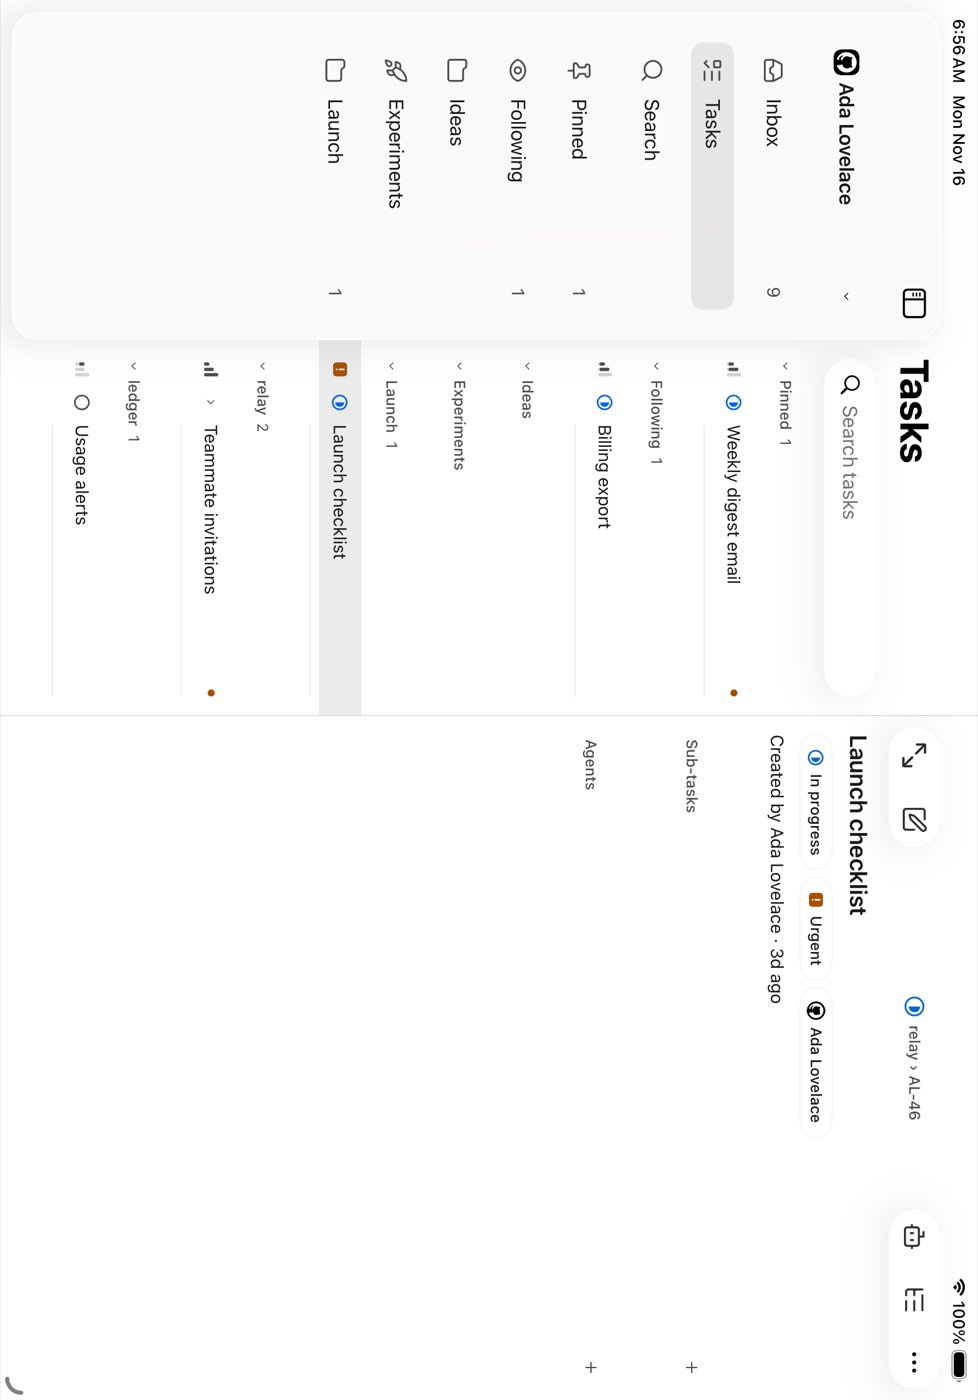 6:56 AM Mon Nov 16
100%
Ada Lovelace
Inbox 9
Tasks
Search
Pinned 1
Following 1
Ideas
Experiments
Launch 1
Tasks
Search tasks
Pinned 1
Weekly digest email
Following 1
Billing export
Ideas
Experiments
Launch 1
Launch checklist
relay 2
Teammate invitations
ledger 1
Usage alerts
relay › AL-46
Launch checklist
In progress
Urgent
Ada Lovelace
Created by Ada Lovelace · 3d ago
Sub-tasks
Agents